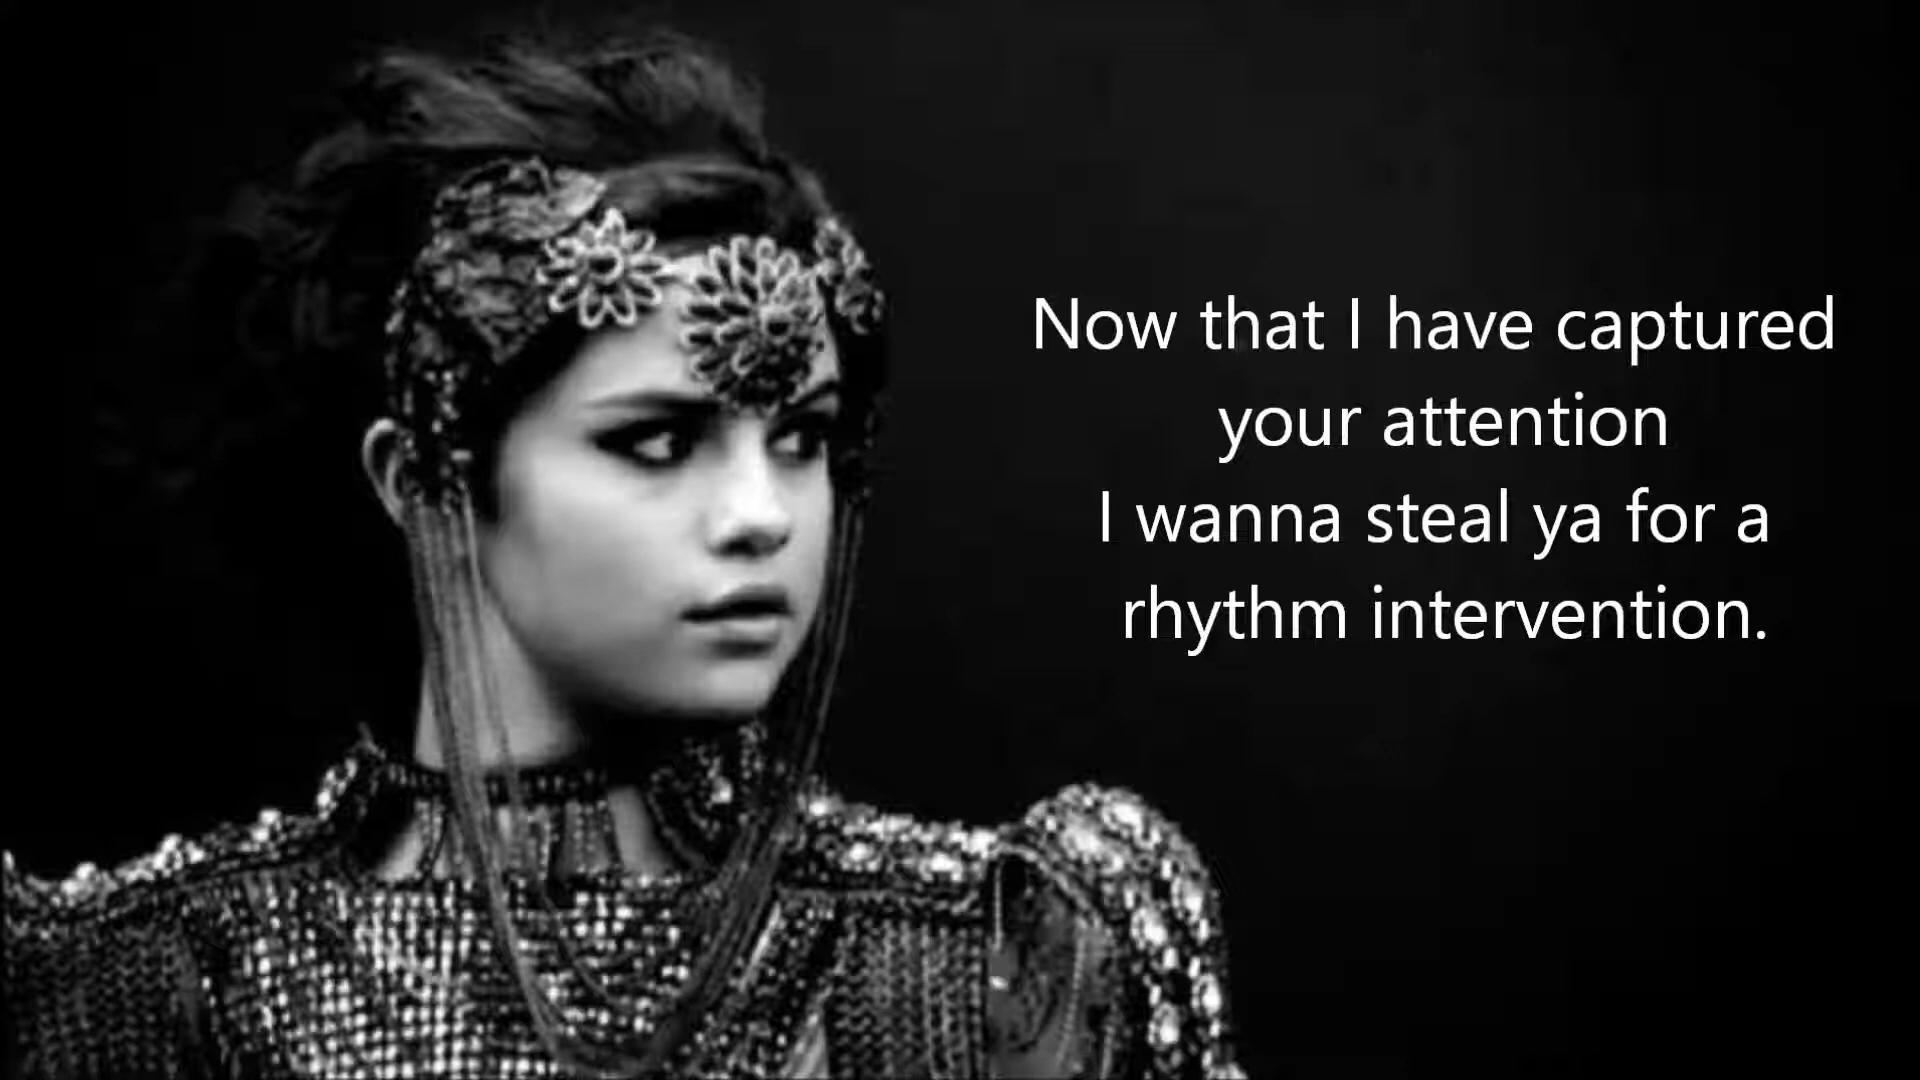 Now that I have captured
your attention
I wanna steal ya for a
rhythm intervention.